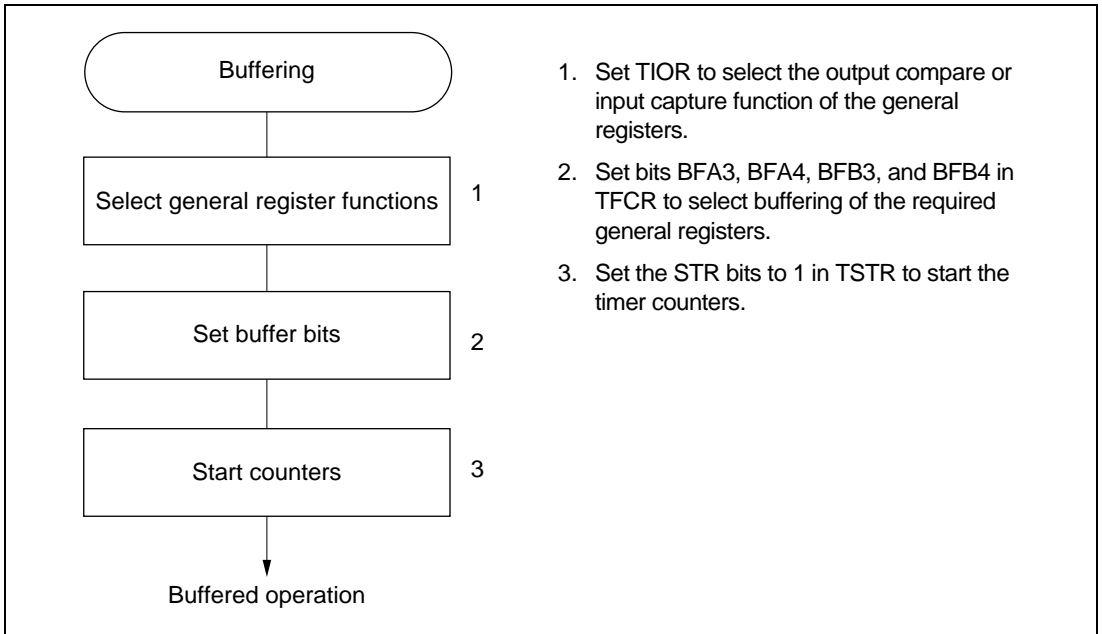 Buffering
Select general register functions
1
Set buffer bits
2
Start counters
3
Buffered operation
1. Set TIOR to select the output compare or
input capture function of the general
registers.
2. Set bits BFA3, BFA4, BFB3, and BFB4 in
TFCR to select buffering of the required
general registers.
3. Set the STR bits to 1 in TSTR to start the
timer counters.